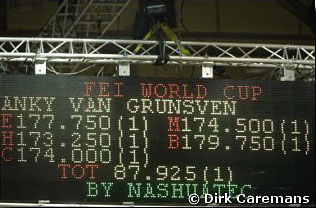 FEI WORLD CUP
ANKY VAN GRUNSVEN
E177.750(1) M174.500(1)
H173.250(1) B179.750(1)
C174.000(1)
TOT 87.925(1)
BY NASHUATEC
© Dirk Caremans